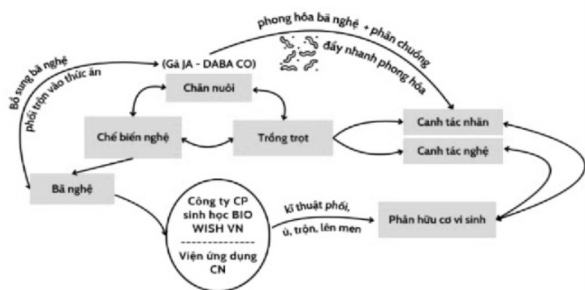 phong hóa bã nghệ + phân chuồng
đẩy nhanh phong hóa
Bổ sung bã nghệ
phối trộn vào thức ăn
(Gà JA - DABA CO)
Chăn nuôi
Chế biến nghệ
Trồng trọt
Canh tác nhãn
Canh tác nghệ
Bã nghệ
Công ty CP
sinh học BIO
WISH VN
Viện ứng dụng
CN
kĩ thuật phối,
ủ, trộn, lên men
Phân hữu cơ vi sinh